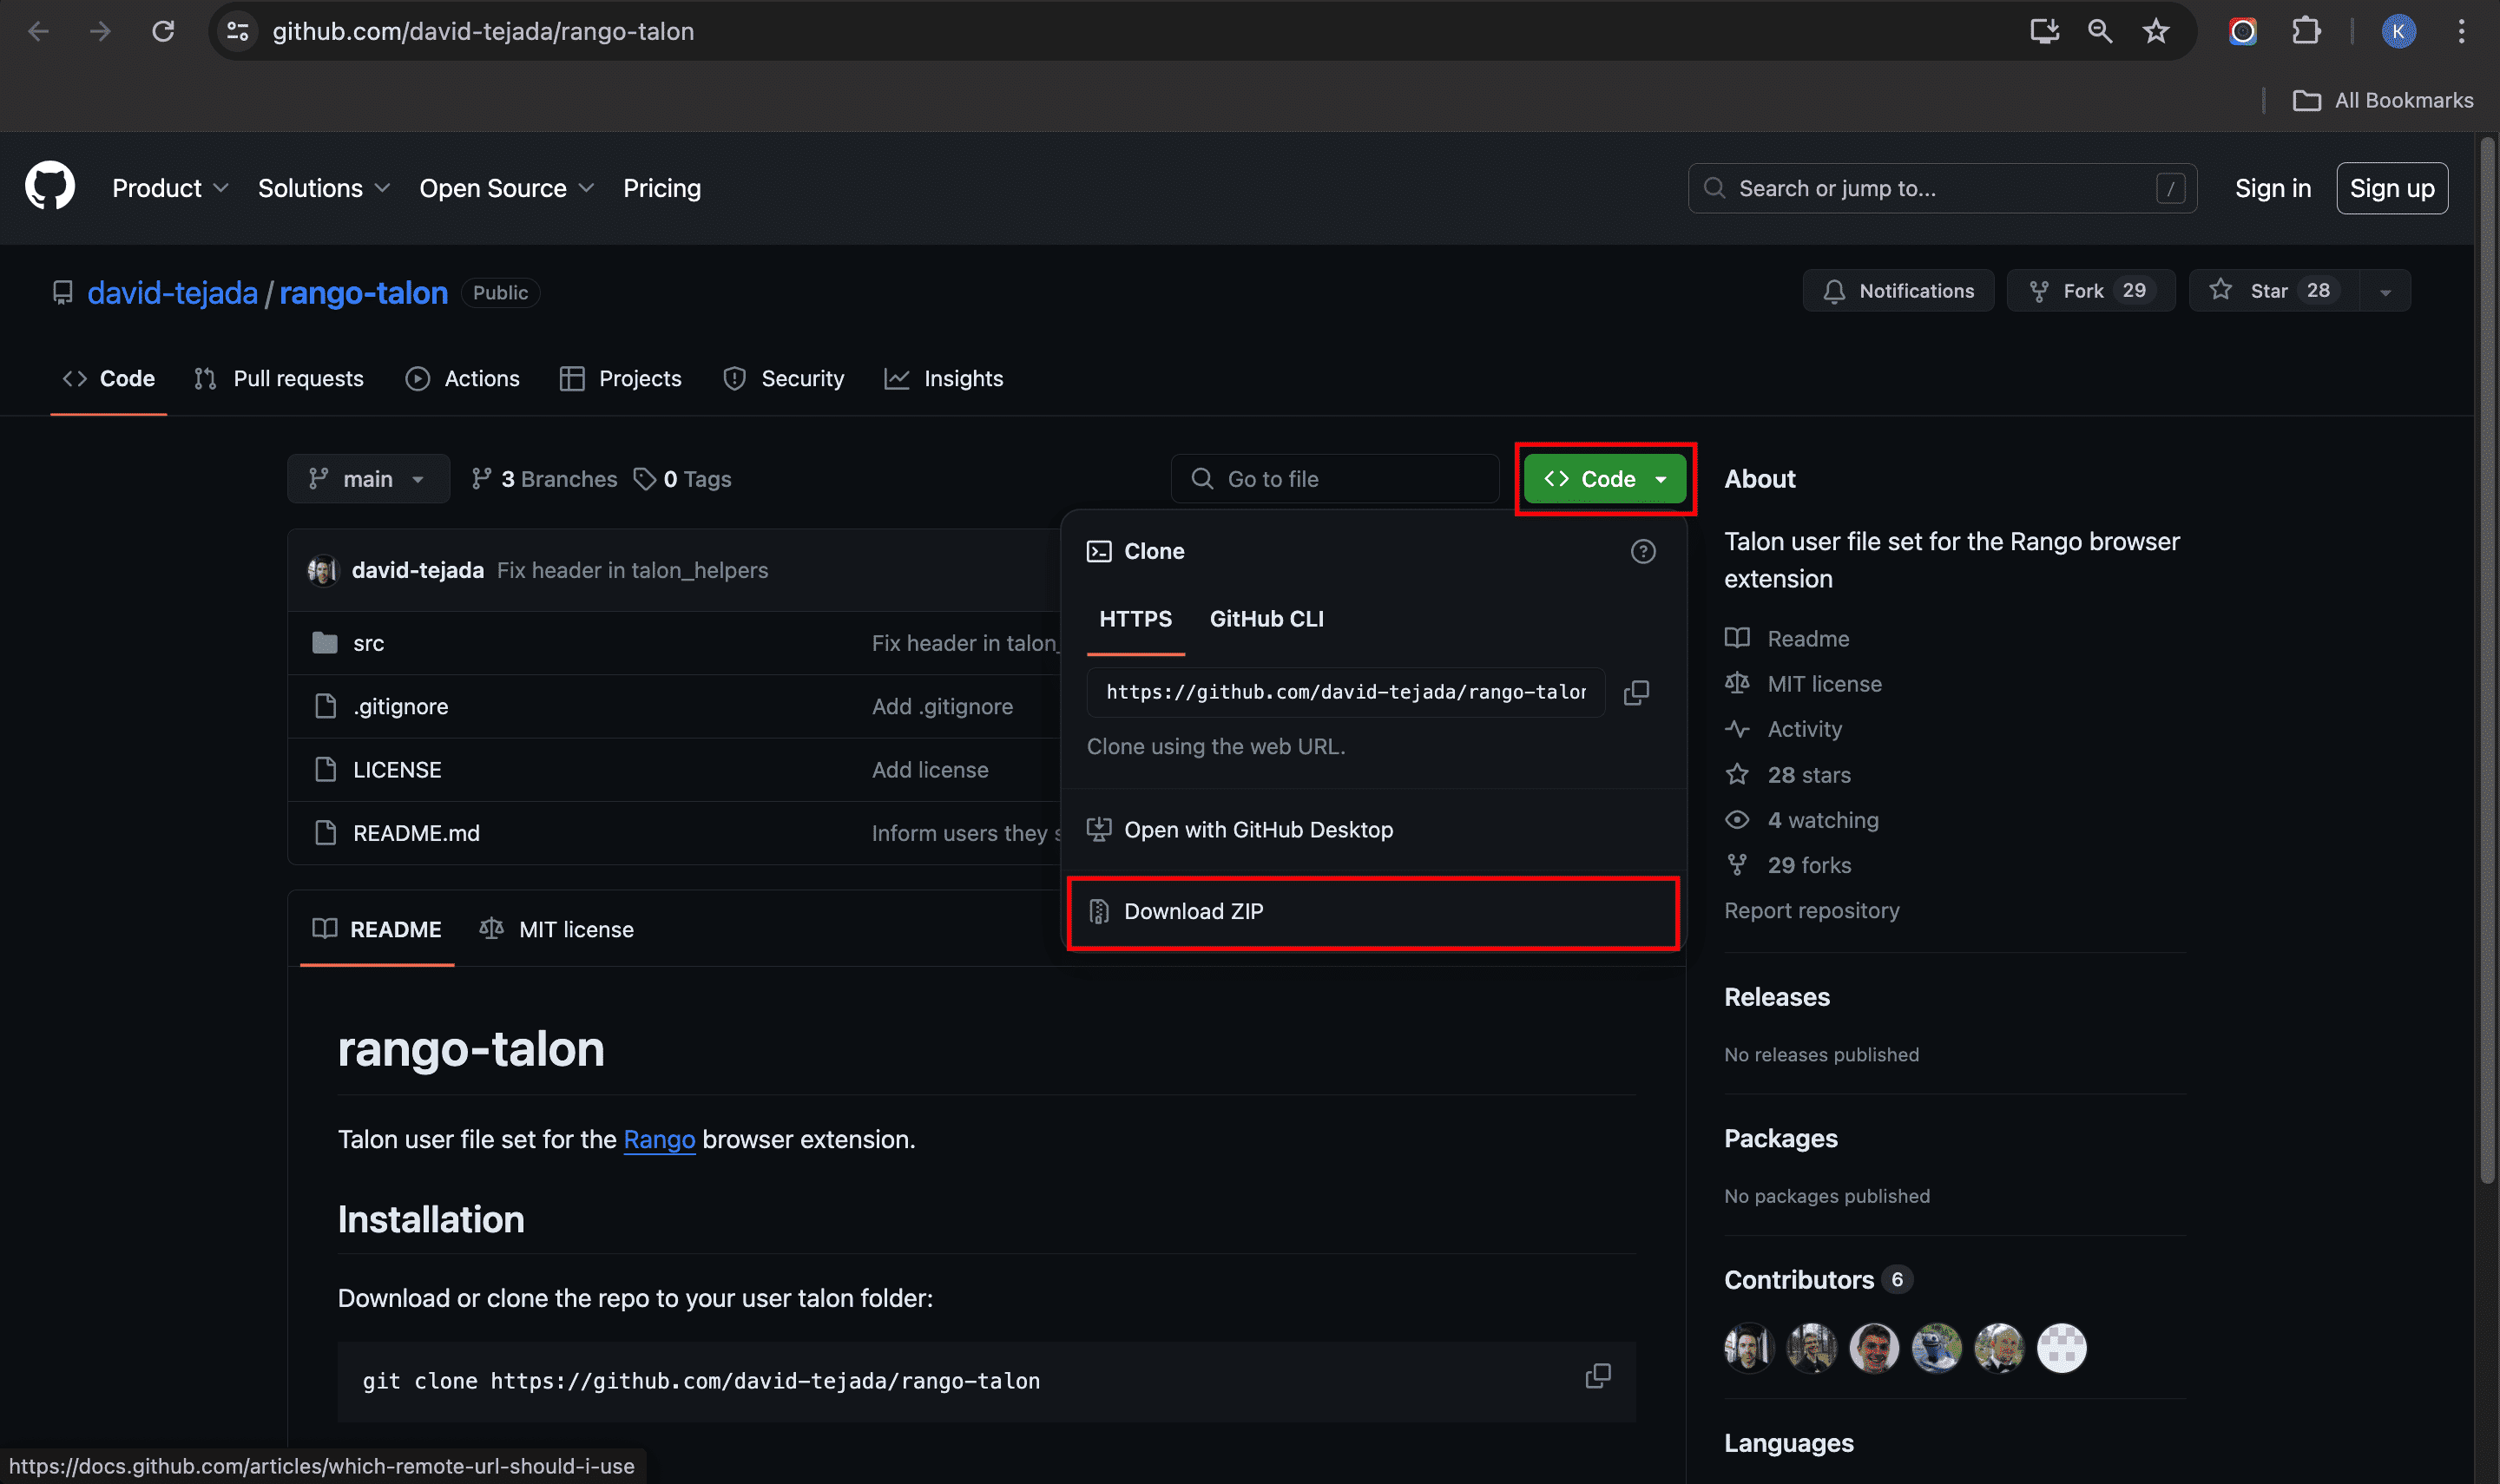 github.com/david-tejada/rango-talon
K
All Bookmarks
Product
Solutions
Open Source
Pricing
Search or jump to...
/
Sign in
Sign up
david-tejada / rango-talon
Public
Notifications
Fork 29
Star 28
Code
Pull requests
Actions
Projects
Security
Insights
main
3 Branches
0 Tags
Go to file
Code
david-tejada Fix header in talon_helpers
src
Fix header in talon_
.gitignore
Add .gitignore
LICENSE
Add license
README.md
Inform users they s
Clone
?
HTTPS
GitHub CLI
https://github.com/david-tejada/rango-talon
Clone using the web URL.
Open with GitHub Desktop
Download ZIP
README
MIT license
rango-talon
Talon user file set for the Rango browser extension.
Installation
Download or clone the repo to your user talon folder:
git clone https://github.com/david-tejada/rango-talon
About
Talon user file set for the Rango browser
extension
Readme
MIT license
Activity
28 stars
4 watching
29 forks
Report repository
Releases
No releases published
Packages
No packages published
Contributors 6
Languages
https://docs.github.com/articles/which-remote-url-should-i-use